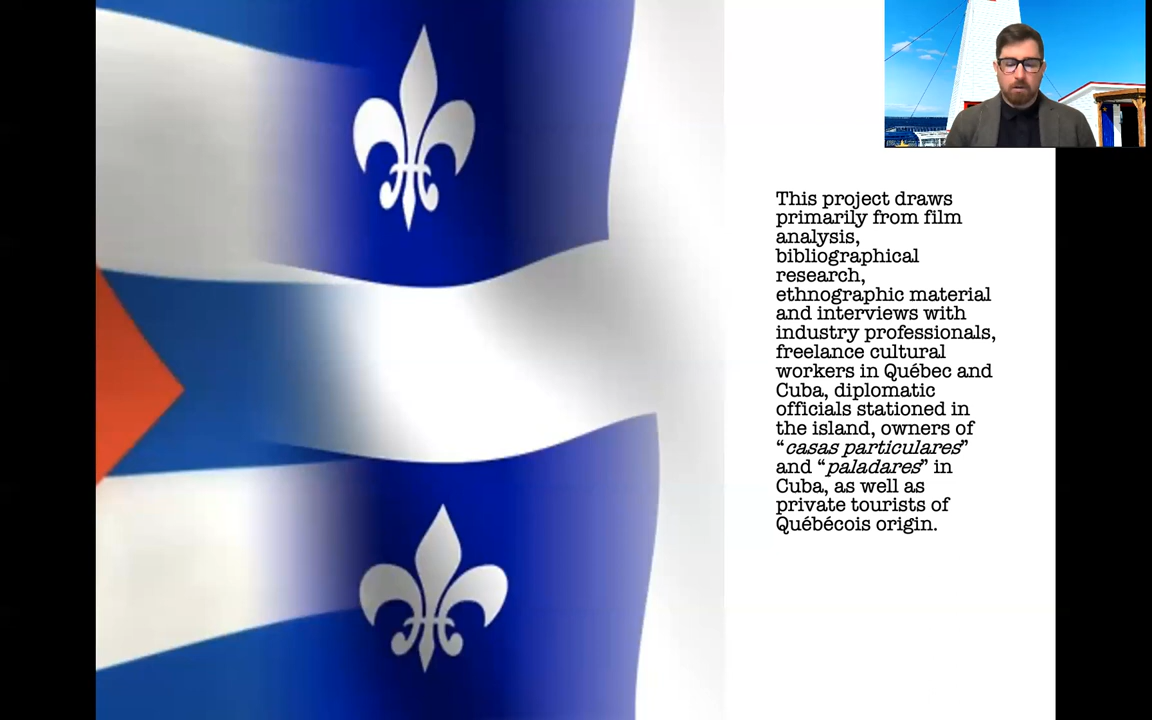 This project draws
primarily from film
analysis,
bibliographical
research,
ethnographic material
and interviews with
industry professionals,
freelance cultural
workers in Québec and
Cuba, diplomatic
officials stationed in
the island, owners of
“casas particulares”
and “paladares” in
Cuba, as well as
private tourists of
Québécois origin.